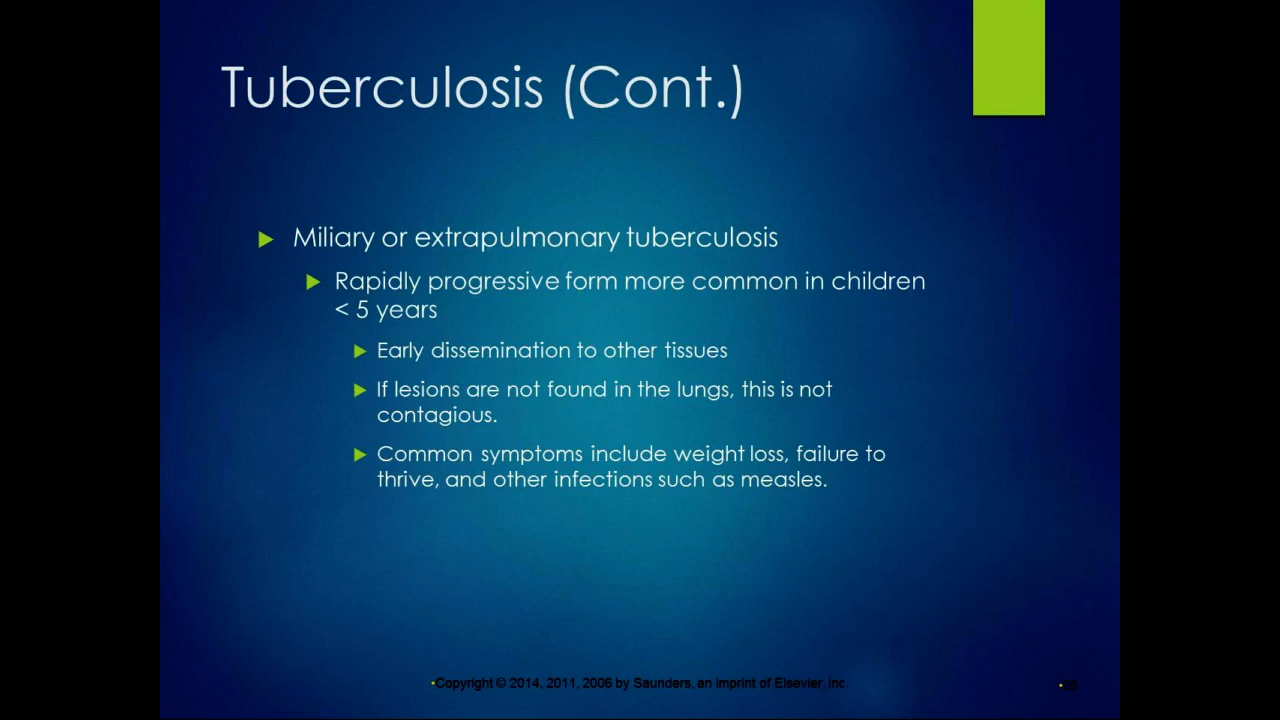 Tuberculosis (Cont.)
Miliary or extrapulmonary tuberculosis
Rapidly progressive form more common in children
< 5 years
Early dissemination to other tissues
If lesions are not found in the lungs, this is not
contagious.
Common symptoms include weight loss, failure to
thrive, and other infections such as measles.
•Copyright © 2014, 2011, 2006 by Saunders, an imprint of Elsevier, Inc.